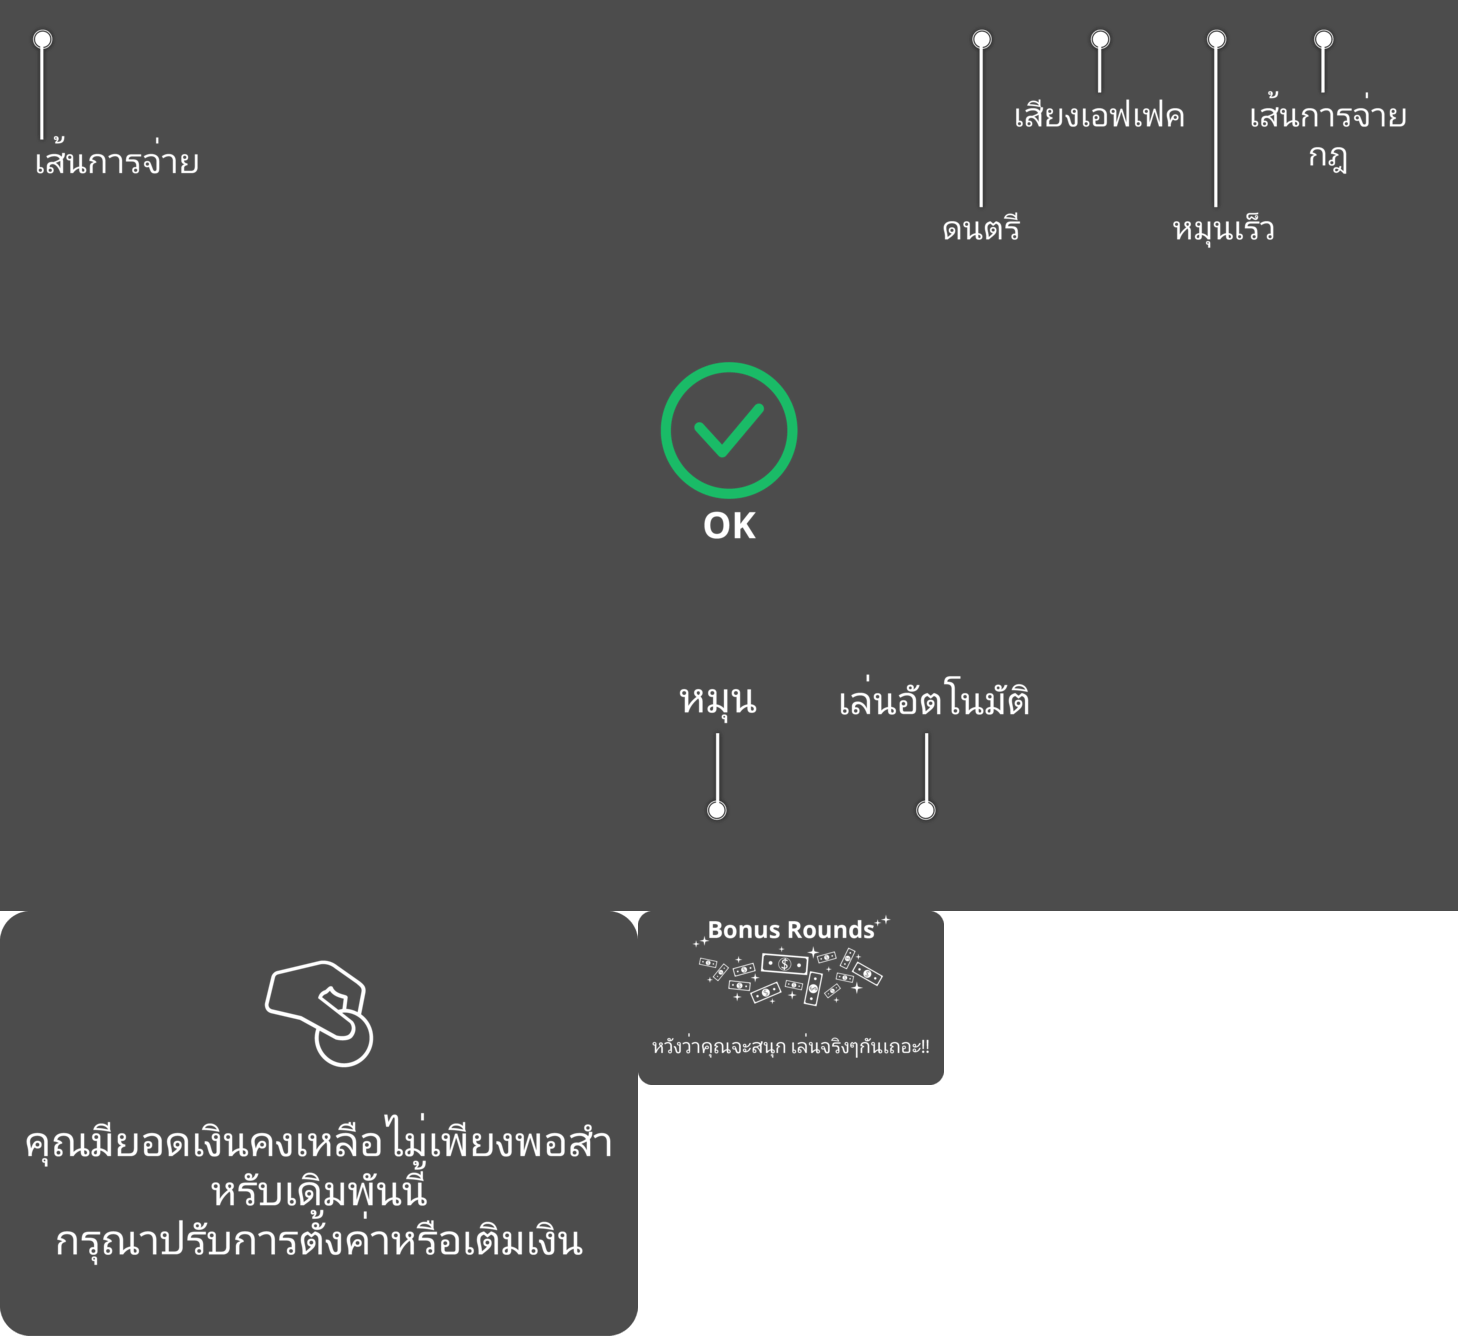 เส้นการจ่าย
เสียงเอฟเฟค
เส้นการจ่าย
กฎ
ดนตรี
หมุนเร็ว
OK
หมุน
เล่นอัตโนมัติ
Bonus Rounds
หวังว่าคุณจะสนุก เล่นจริงๆกันเถอะ!!
คุณมียอดเงินคงเหลือไม่เพียงพอสำ
หรับเดิมพันนี้
กรุณาปรับการตั้งค่าหรือเติมเงิน